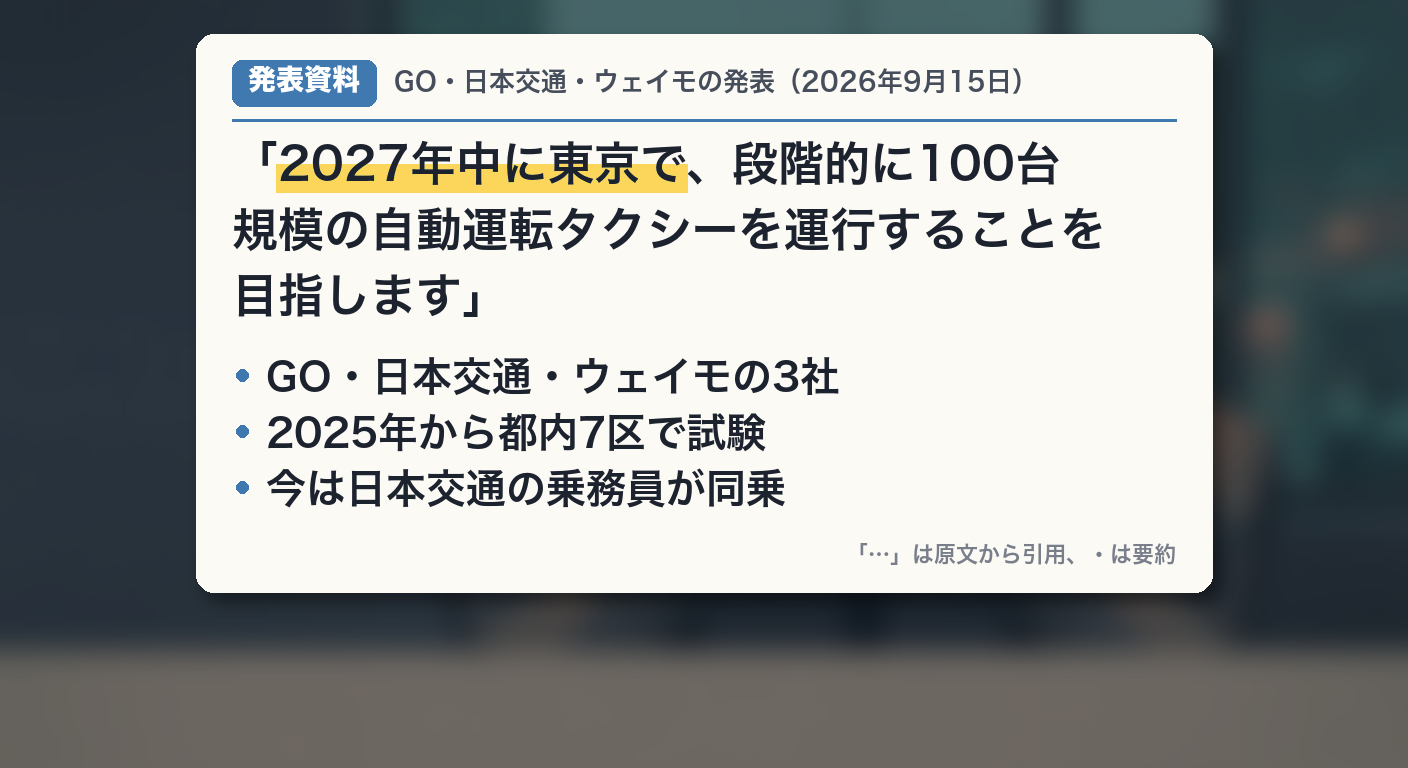 発表資料 GO・日本交通・ウェイモの発表（2026年9月15日）
「2027年中に東京で、段階的に100台
規模の自動運転タクシーを運行することを
目指します」
• GO・日本交通・ウェイモの3社
• 2025年から都内7区で試験
• 今は日本交通の乗務員が同乗
「…」は原文から引用、・は要約